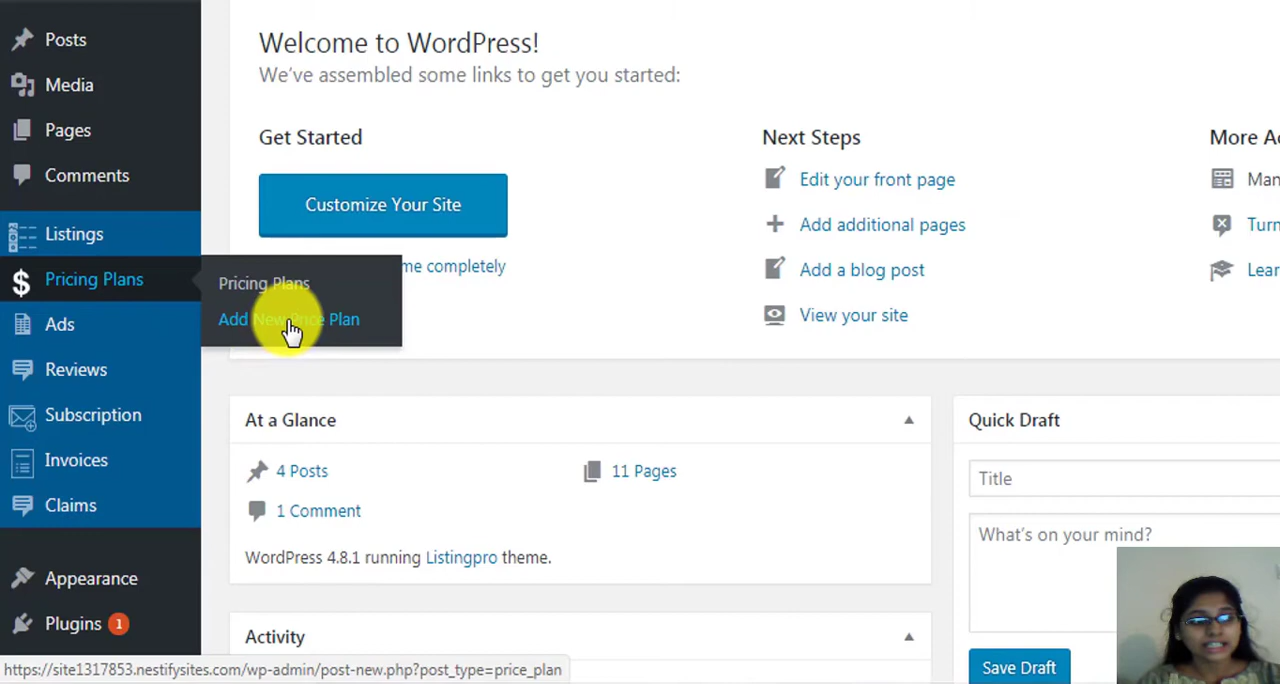 Posts
Media
Pages
Comments
Listings
Pricing Plans
Ads
Reviews
Subscription
Invoices
Claims
Appearance
Plugins 1
Pricing Plans
Add New Price Plan
Welcome to WordPress!
We've assembled some links to get you started:
Get Started
Customize Your Site
me completely
Next Steps
Edit your front page
Add additional pages
Add a blog post
View your site
More Ac
Man
Turn
Lear
At a Glance
4 Posts
11 Pages
1 Comment
WordPress 4.8.1 running Listingpro theme.
Activity
Quick Draft
Title
What's on your mind?
Save Draft
https://site1317853.nestifysites.com/wp-admin/post-new.php?post_type=price_plan